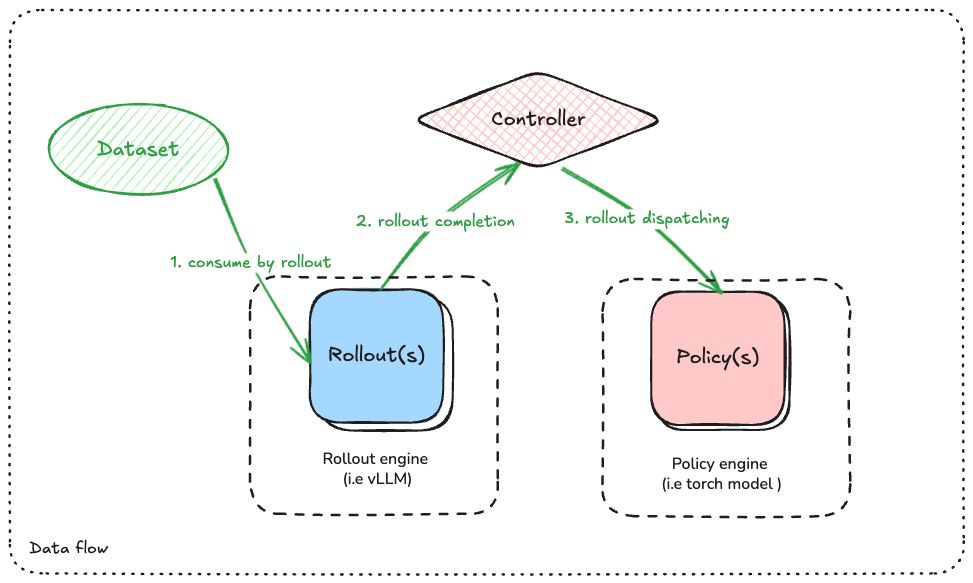 Controller
Dataset
2. rollout completion
3. rollout dispatching
1. consume by rollout
Rollout(s)
Policy(s)
Rollout engine
(i.e vLLM)
Policy engine
(i.e torch model )
Data flow